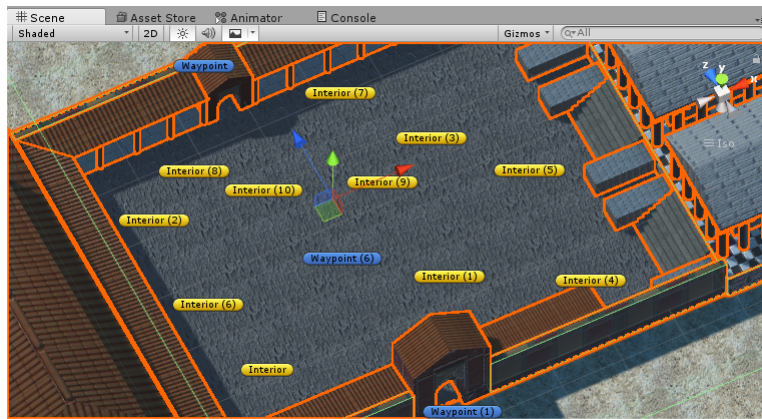 Scene Asset Store Animator Console
Shaded 2D Gizmos All
Waypoint
Interior (7)
z y x
Interior (3)
Iso
Interior (8)
Interior (5)
Interior (10)
Interior (9)
Interior (2)
Waypoint (6)
Interior (1)
Interior (4)
Interior (6)
Interior
Waypoint (1)